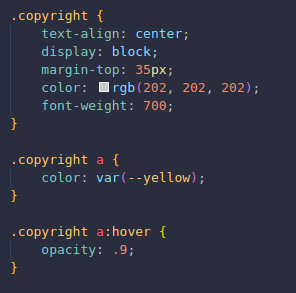 .copyright {
    text-align: center;
    display: block;
    margin-top: 35px;
    color: rgb(202, 202, 202);
    font-weight: 700;
}

.copyright a {
    color: var(--yellow);
}

.copyright a:hover {
    opacity: .9;
}